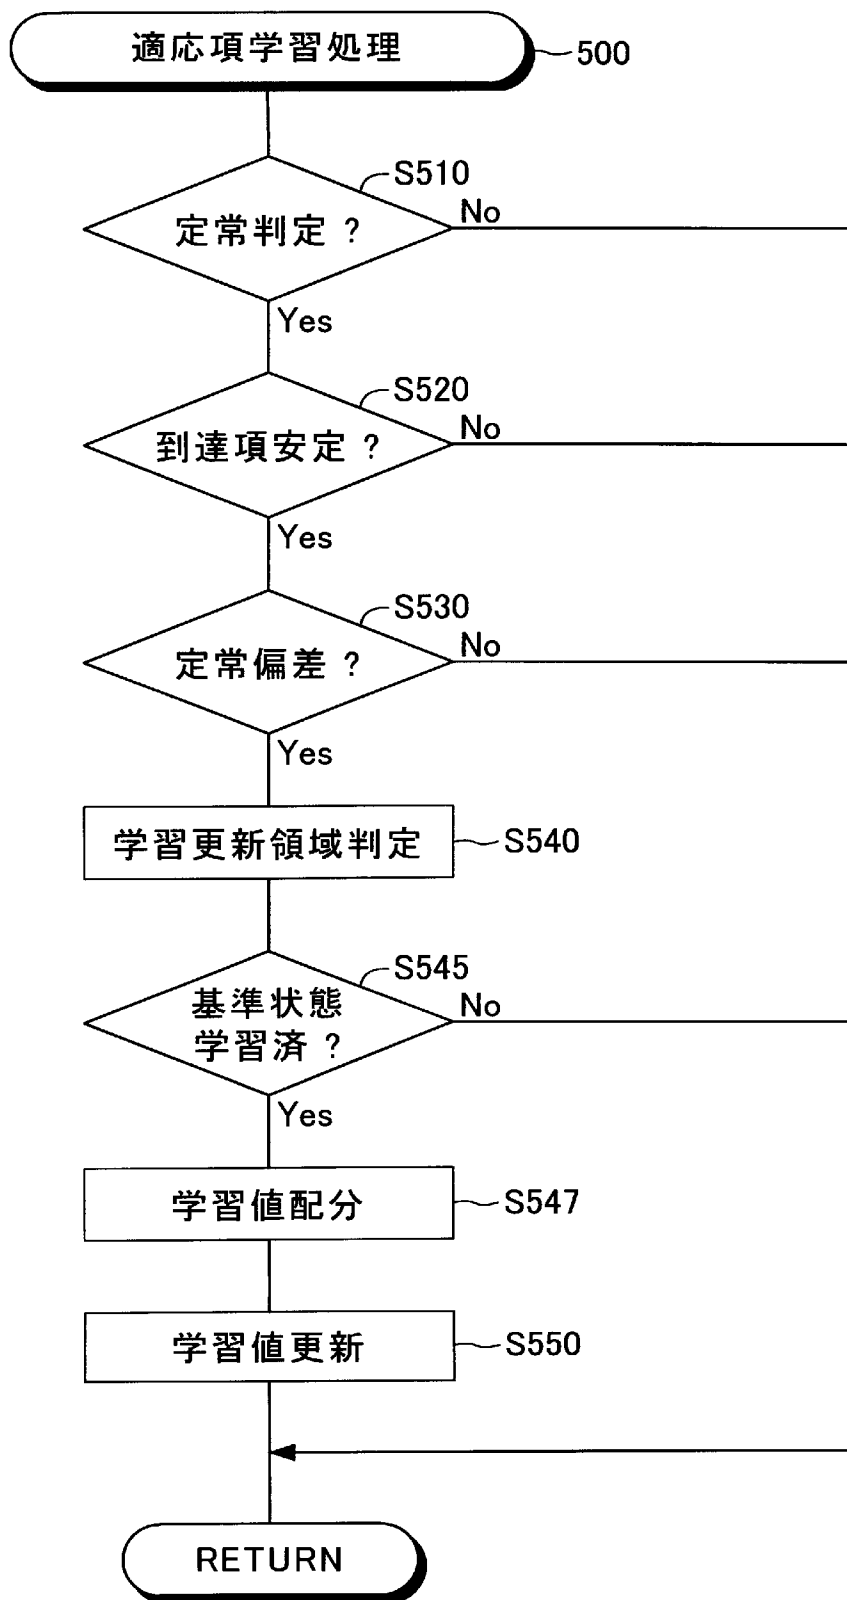 適応項学習処理
500
S510
定常判定 ?
No
Yes
S520
到達項安定 ?
No
Yes
S530
定常偏差 ?
No
Yes
学習更新領域判定
S540
S545
基準状態
学習済 ?
No
Yes
学習値配分
S547
学習値更新
S550
RETURN